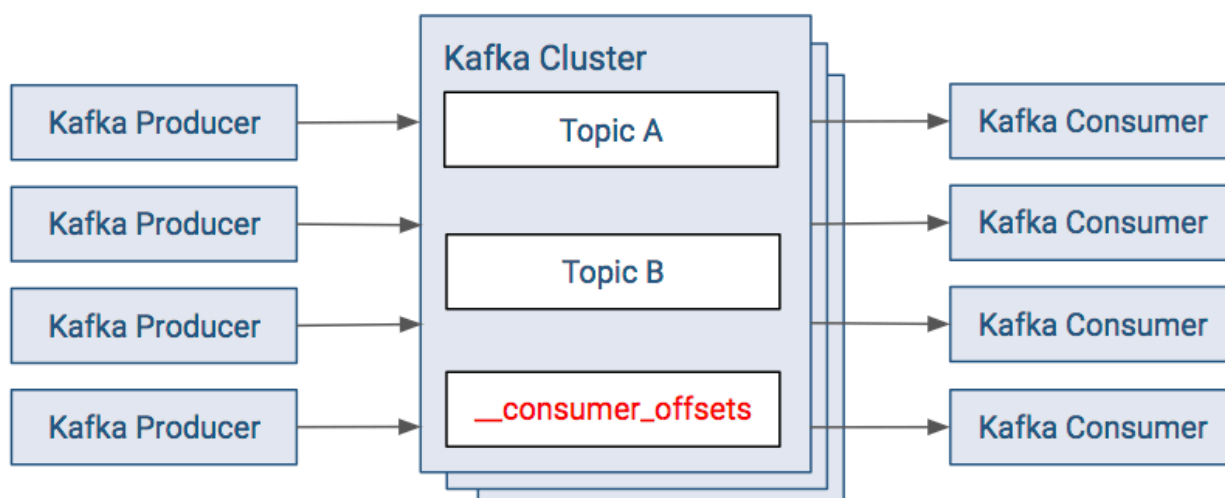 Kafka Cluster
Kafka Producer
Topic A
Kafka Consumer
Kafka Producer
Kafka Consumer
Topic B
Kafka Producer
Kafka Consumer
__consumer_offsets
Kafka Producer
Kafka Consumer